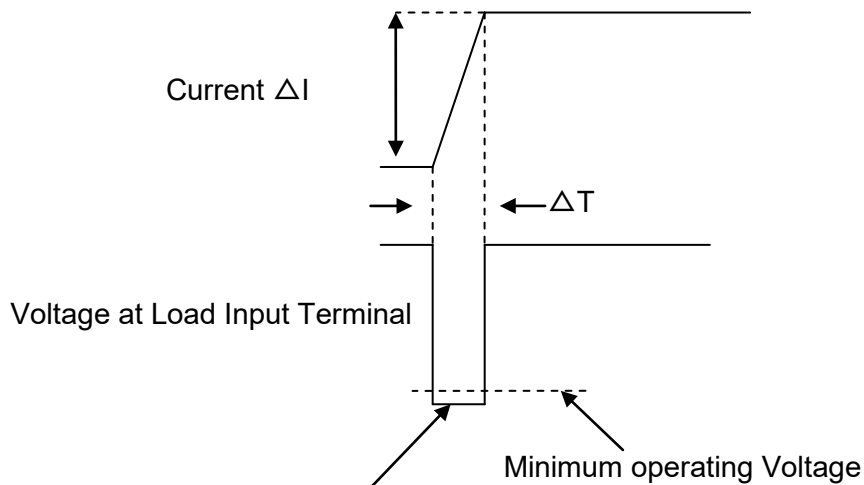 Current △I
△T
Voltage at Load Input Terminal
Minimum operating Voltage